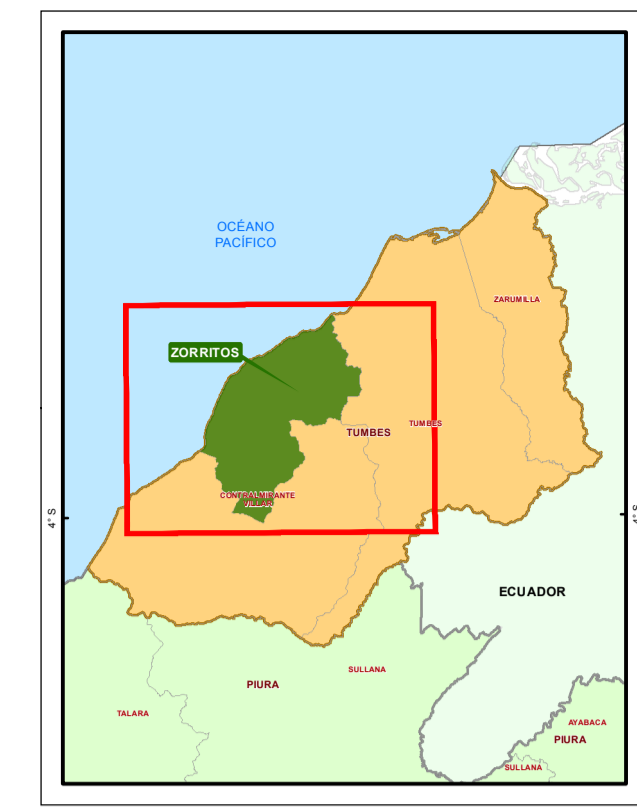 OCÉANO
PACÍFICO
ZARUMILLA
ZORRITOS
TUMBES
TUMBES
CONTRALMIRANTE
VILLAR
4° S
4° S
ECUADOR
SULLANA
PIURA
TALARA
AYABACA
PIURA
SULLANA